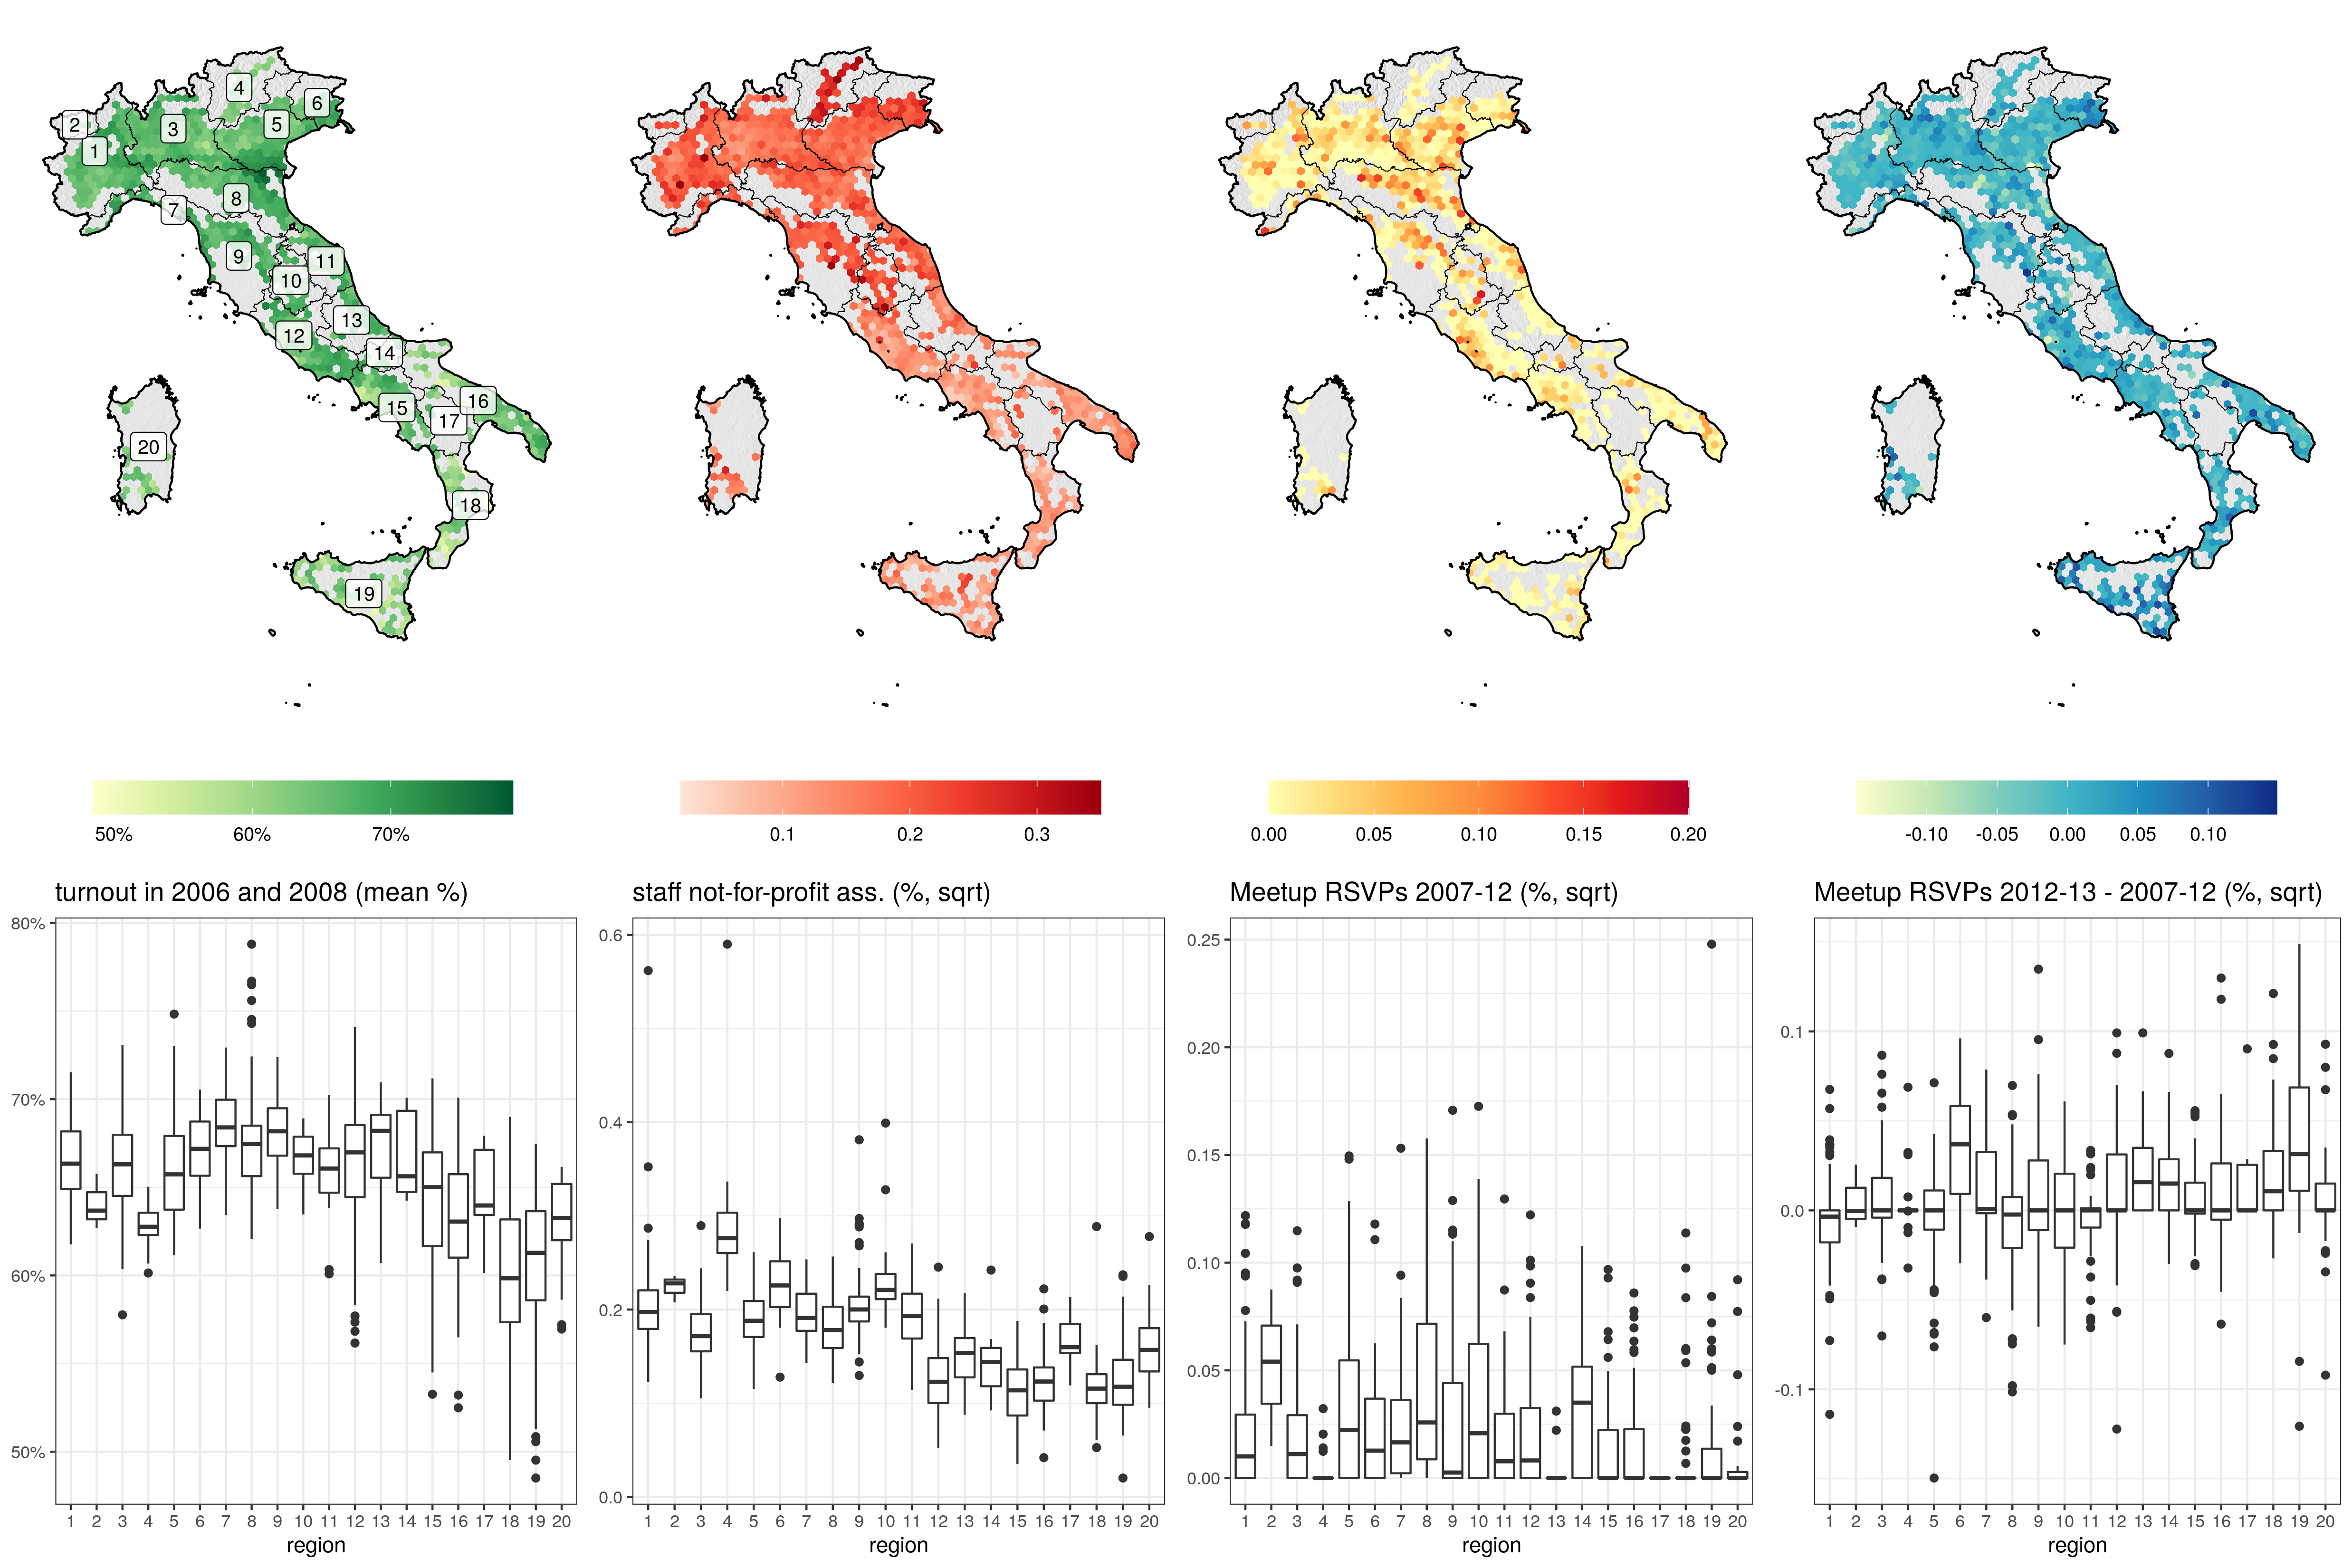 4
6
2
3
5
1
8
7
9
11
10
13
12
14
16
15
17
20
18
19
50% 60% 70%
0.1 0.2 0.3
0.00 0.05 0.10 0.15 0.20
-0.10 -0.05 0.00 0.05 0.10
turnout in 2006 and 2008 (mean %)
80%
70%
60%
50%
1 2 3 4 5 6 7 8 9 10 11 12 13 14 15 16 17 18 19 20
region
staff not-for-profit ass. (%, sqrt)
0.6
0.4
0.2
0.0
1 2 3 4 5 6 7 8 9 10 11 12 13 14 15 16 17 18 19 20
region
Meetup RSVPs 2007-12 (%, sqrt)
0.25
0.20
0.15
0.10
0.05
0.00
1 2 3 4 5 6 7 8 9 10 11 12 13 14 15 16 17 18 19 20
region
Meetup RSVPs 2012-13 - 2007-12 (%, sqrt)
0.1
0.0
-0.1
1 2 3 4 5 6 7 8 9 10 11 12 13 14 15 16 17 18 19 20
region